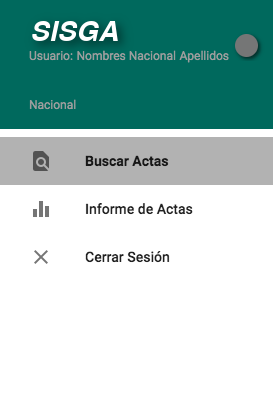 SISGA
Usuario: Nombres Nacional Apellidos
Nacional
Buscar Actas
Informe de Actas
Cerrar Sesión